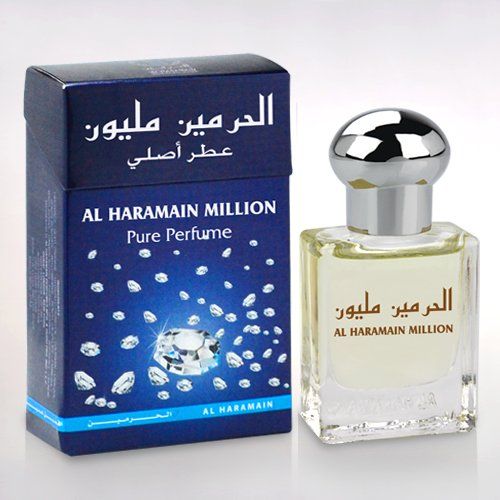 الحرمين مليون
عطر أصلي
AL HARAMAIN MILLION
Pure Perfume
الحرمين
AL HARAMAIN
الحرمين مليون
AL HARAMAIN MILLION